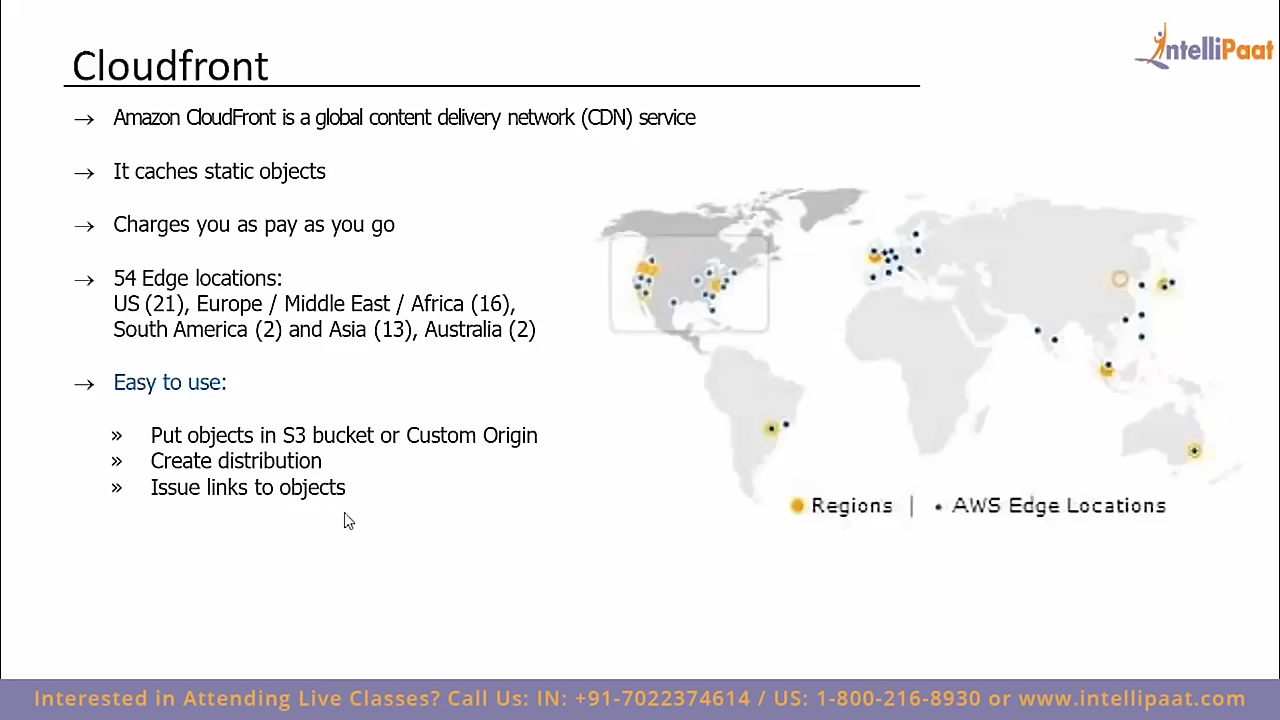 Cloudfront
IntelliPaat
→ Amazon CloudFront is a global content delivery network (CDN) service
→ It caches static objects
→ Charges you as pay as you go
→ 54 Edge locations:
US (21), Europe / Middle East / Africa (16),
South America (2) and Asia (13), Australia (2)
→ Easy to use:
» Put objects in S3 bucket or Custom Origin
» Create distribution
» Issue links to objects
Regions | • AWS Edge Locations
Interested in Attending Live Classes? Call Us: IN: +91-7022374614 / US: 1-800-216-8930 or www.intellipaat.com